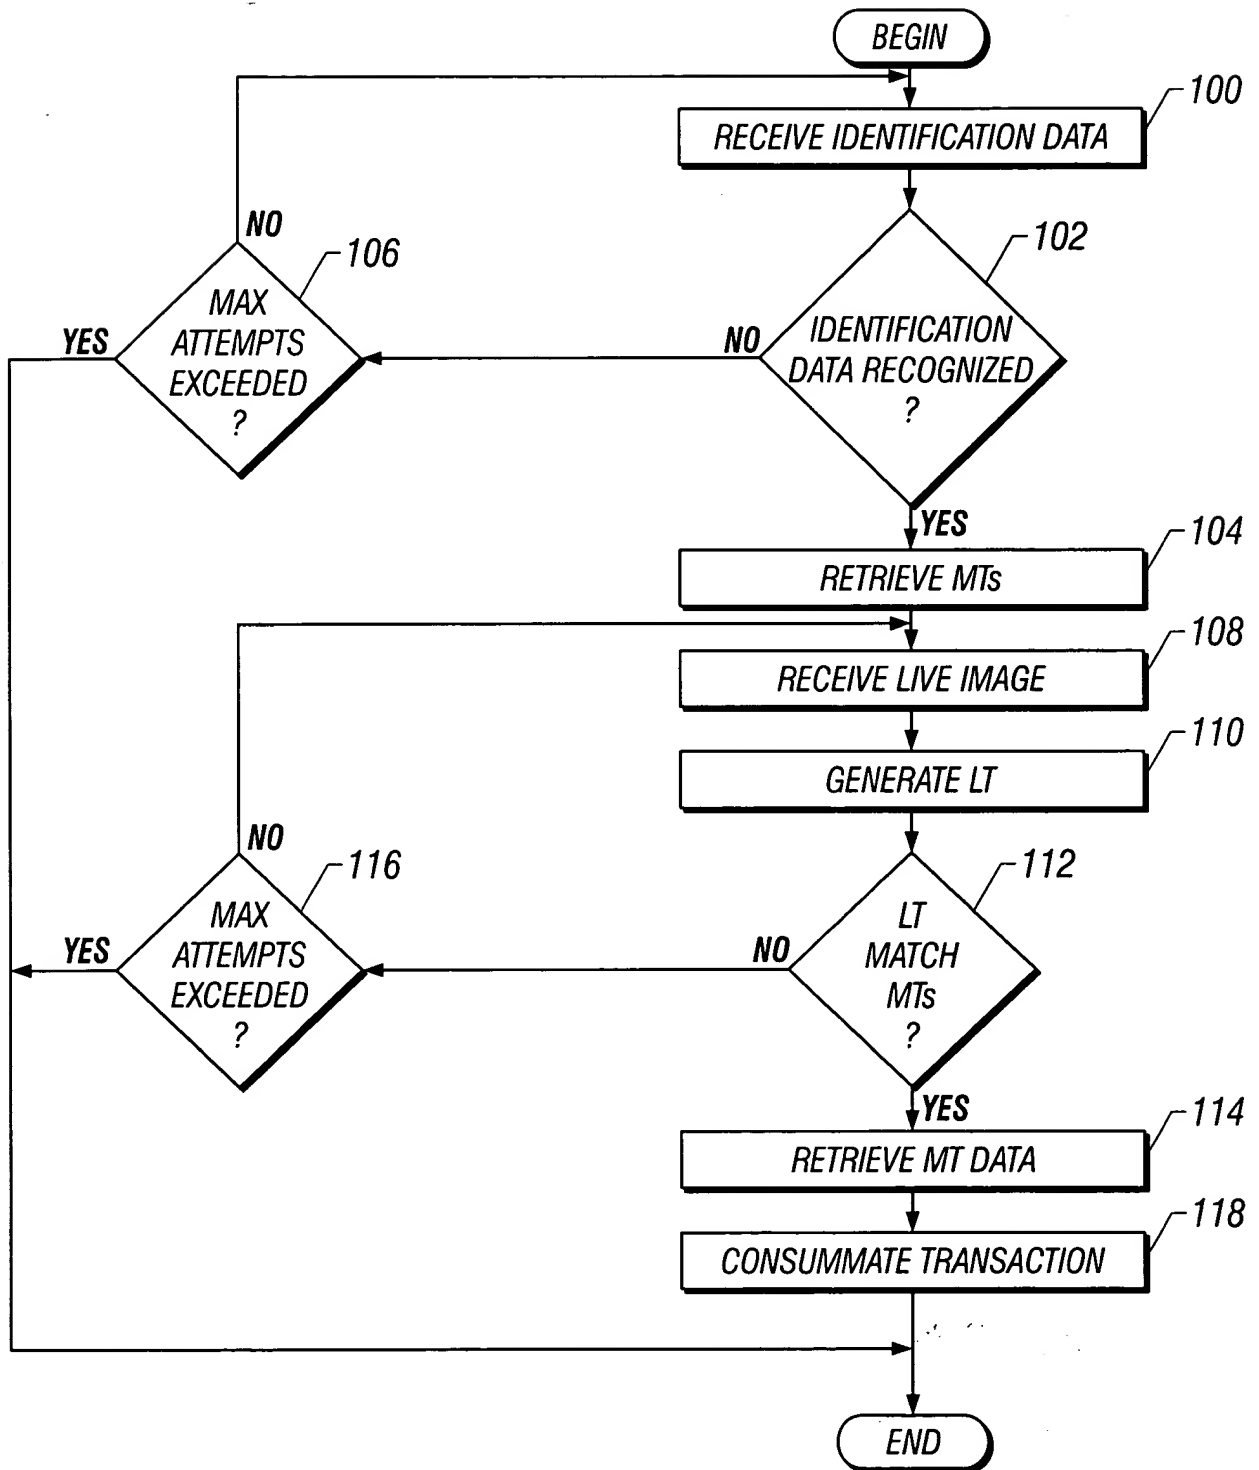 BEGIN
100
RECEIVE IDENTIFICATION DATA
102
IDENTIFICATION
DATA RECOGNIZED
?
NO
106
MAX
ATTEMPTS
EXCEEDED
?
NO
YES
YES
104
RETRIEVE MTs
108
RECEIVE LIVE IMAGE
110
GENERATE LT
112
LT
MATCH
MTs
?
NO
116
MAX
ATTEMPTS
EXCEEDED
?
NO
YES
YES
114
RETRIEVE MT DATA
118
CONSUMMATE TRANSACTION
END